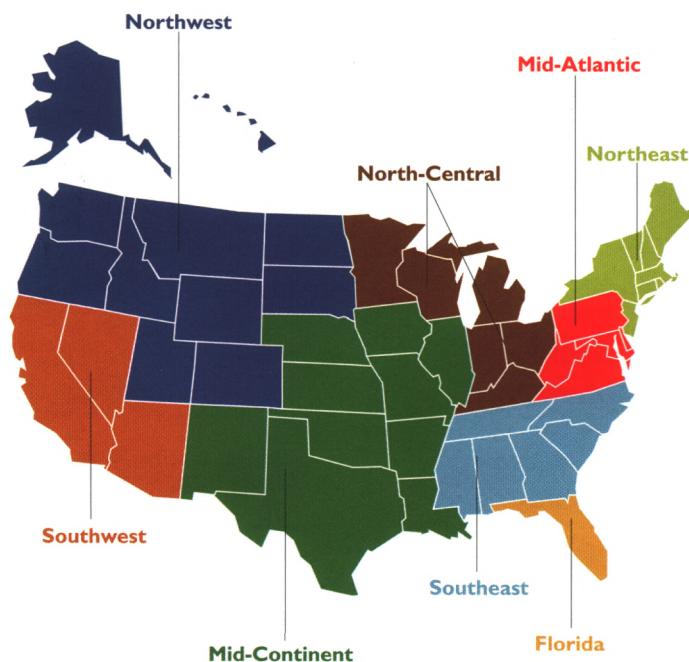 Northwest
Mid-Atlantic
Northeast
North-Central
Southwest
Southeast
Florida
Mid-Continent